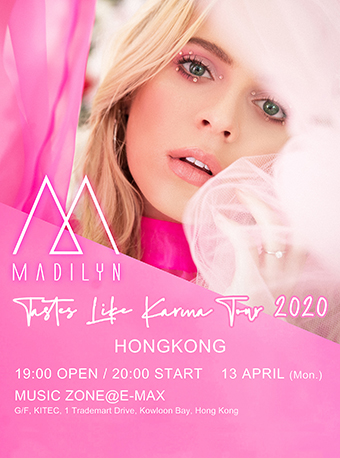 MADILYN
Tastes Like Karma Tour 2020
HONGKONG
19:00 OPEN / 20:00 START 13 APRIL (Mon.)
MUSIC ZONE@E-MAX
G/F, KITEC, 1 Trademart Drive, Kowloon Bay, Hong Kong